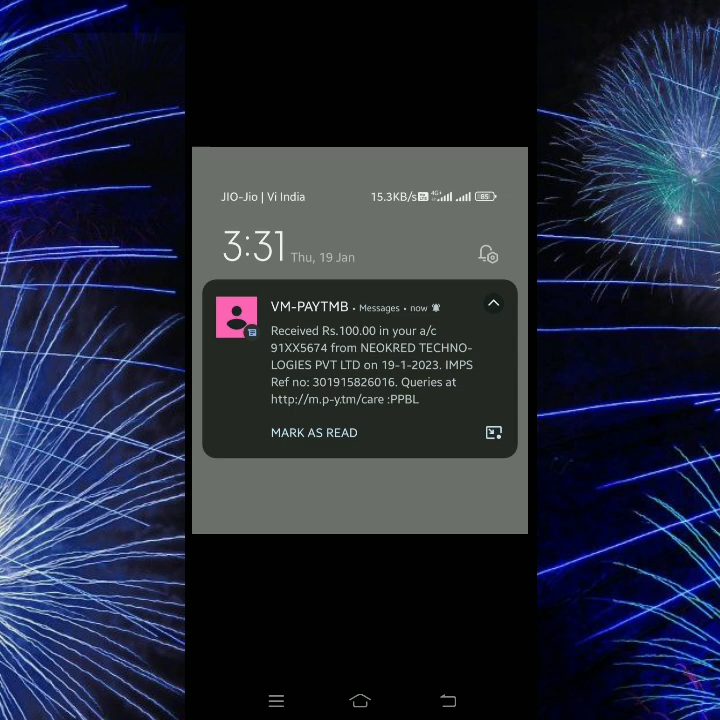 JIO-Jio | Vi India 15.3KB/s 4G+ 85
3:31 Thu, 19 Jan
VM-PAYTMB • Messages • now
Received Rs.100.00 in your a/c
91XX5674 from NEOKRED TECHNO-
LOGIES PVT LTD on 19-1-2023. IMPS
Ref no: 301915826016. Queries at
http://m.p-y.tm/care :PPBL
MARK AS READ